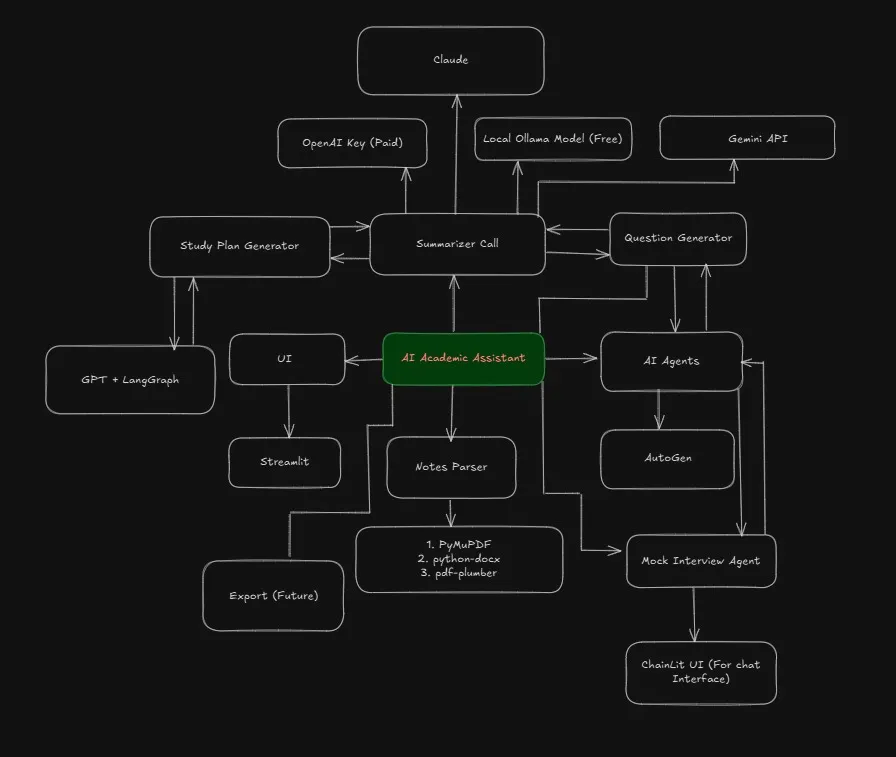 Claude
OpenAI Key (Paid)
Local Ollama Model (Free)
Gemini API
Study Plan Generator
Summarizer Call
Question Generator
GPT + LangGraph
UI
AI Academic Assistant
AI Agents
Streamlit
Notes Parser
AutoGen
1. PyMuPDF
2. python-docx
3. pdf-plumber
Export (Future)
Mock Interview Agent
ChainLit UI (For chat
Interface)